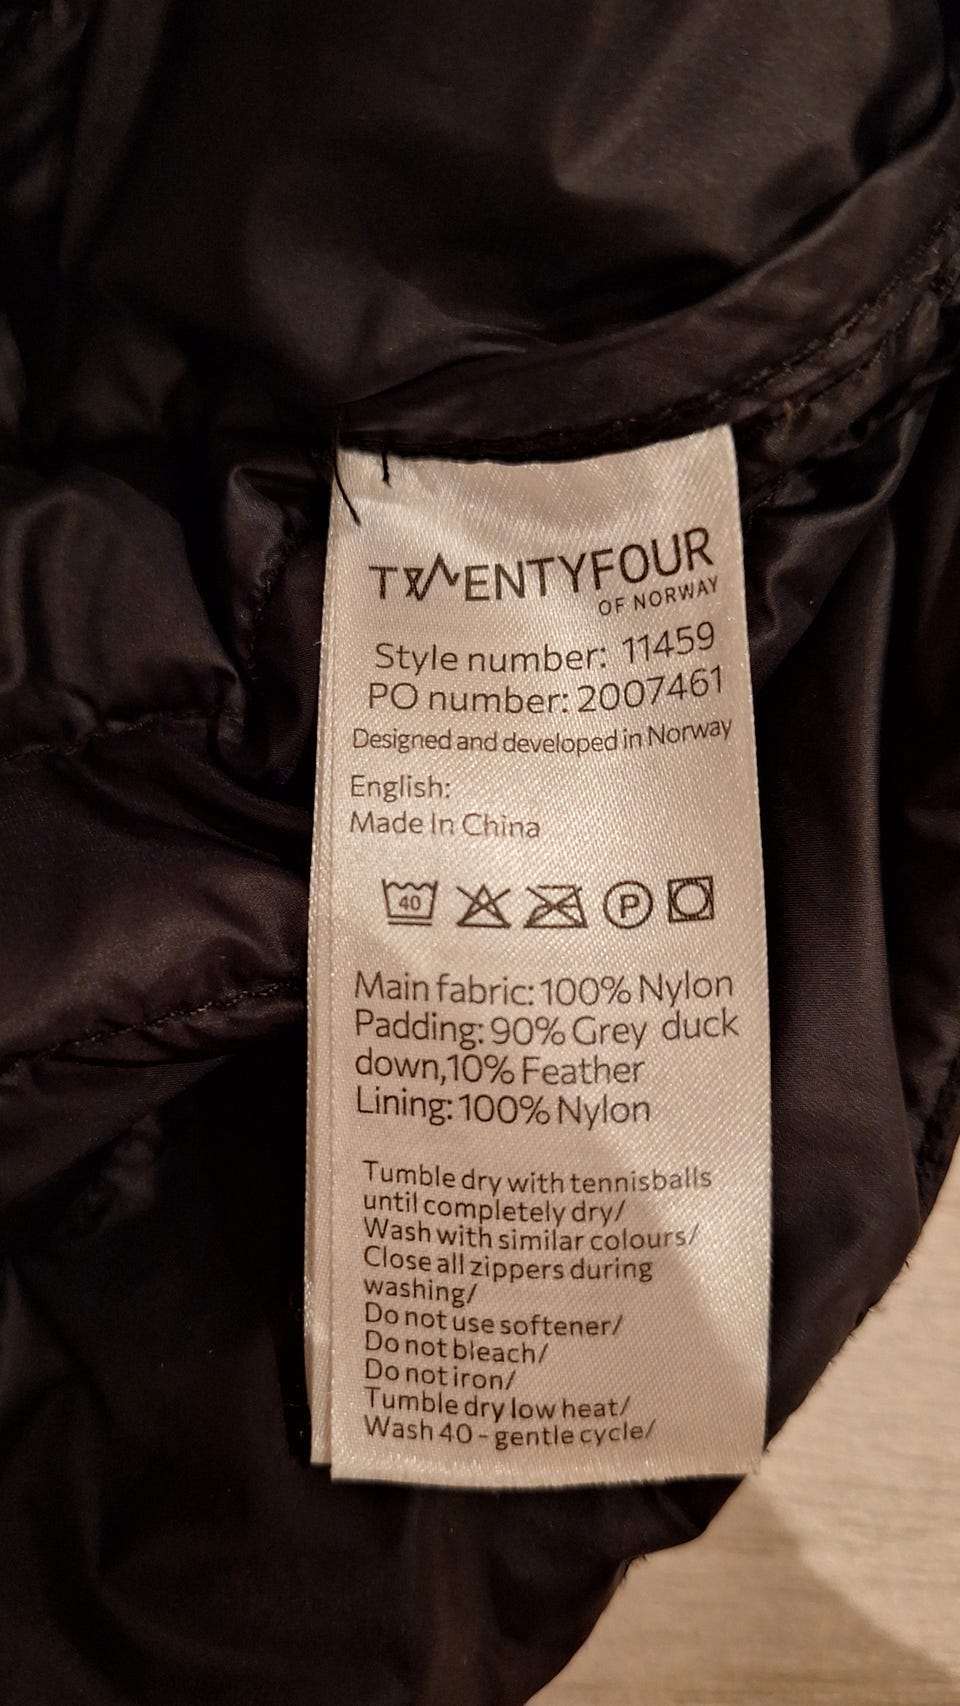 TWENTYFOUR
OF NORWAY
Style number: 11459
PO number: 2007461
Designed and developed in Norway
English:
Made In China
40 P
Main fabric: 100% Nylon
Padding: 90% Grey duck
down,10% Feather
Lining: 100% Nylon
Tumble dry with tennisballs
until completely dry/
Wash with similar colours/
Close all zippers during
washing/
Do not use softener/
Do not bleach/
Do not iron/
Tumble dry low heat/
Wash 40 - gentle cycle/